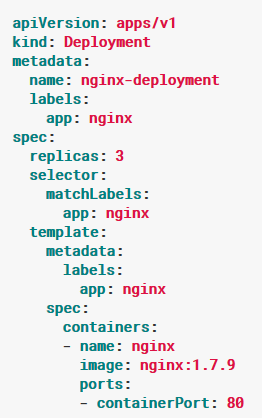 apiVersion: apps/v1
kind: Deployment
metadata:
  name: nginx-deployment
  labels:
    app: nginx
spec:
  replicas: 3
  selector:
    matchLabels:
      app: nginx
  template:
    metadata:
      labels:
        app: nginx
    spec:
      containers:
      - name: nginx
        image: nginx:1.7.9
        ports:
        - containerPort: 80